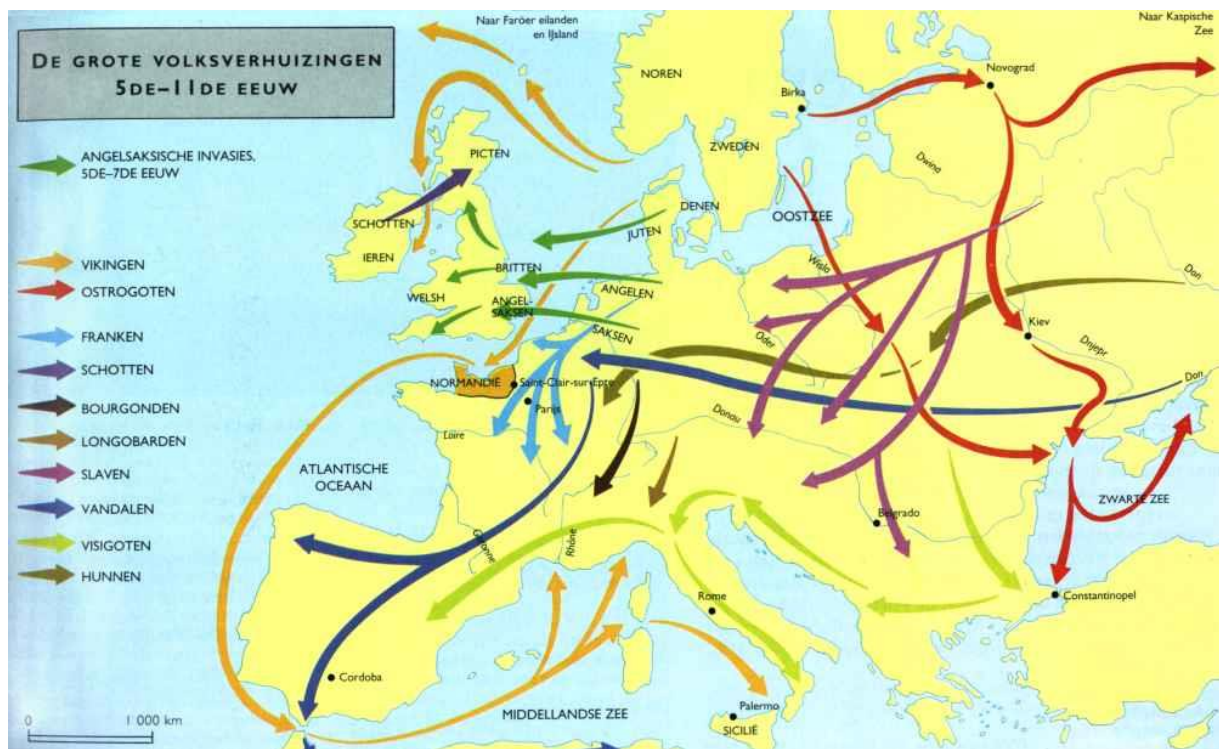 DE GROTE VOLKSVERHUIZINGEN
5DE–11DE EEUW
ANGELSAKSISCHE INVASIES,
5DE–7DE EEUW
VIKINGEN
OSTROGOTEN
FRANKEN
SCHOTTEN
BOURGONDEN
LONGOBARDEN
SLAVEN
VANDALEN
VISIGOTEN
HUNNEN
0 1 000 km
Naar Faröer eilanden
en IJsland
Naar Kaspische
Zee
NOREN
Novograd
Birka
ZWEDEN
PICTEN
Dwina
SCHOTTEN
DENEN
OOSTZEE
JUTEN
IEREN
BRITTEN
Wisla
Don
WELSH
ANGEL-
SAKSEN
ANGELEN
SAKSEN
Oder
Kiev
Dnjepr
NORMANDIË
Saint-Clair-sur-Epte
Parijs
Don
Donau
Loire
ATLANTISCHE
OCEAAN
ZWARTE ZEE
Belgrado
Garonne
Rhône
Rome
Constantinopel
Cordoba
Palermo
MIDDELLANDSE ZEE
SICILIË